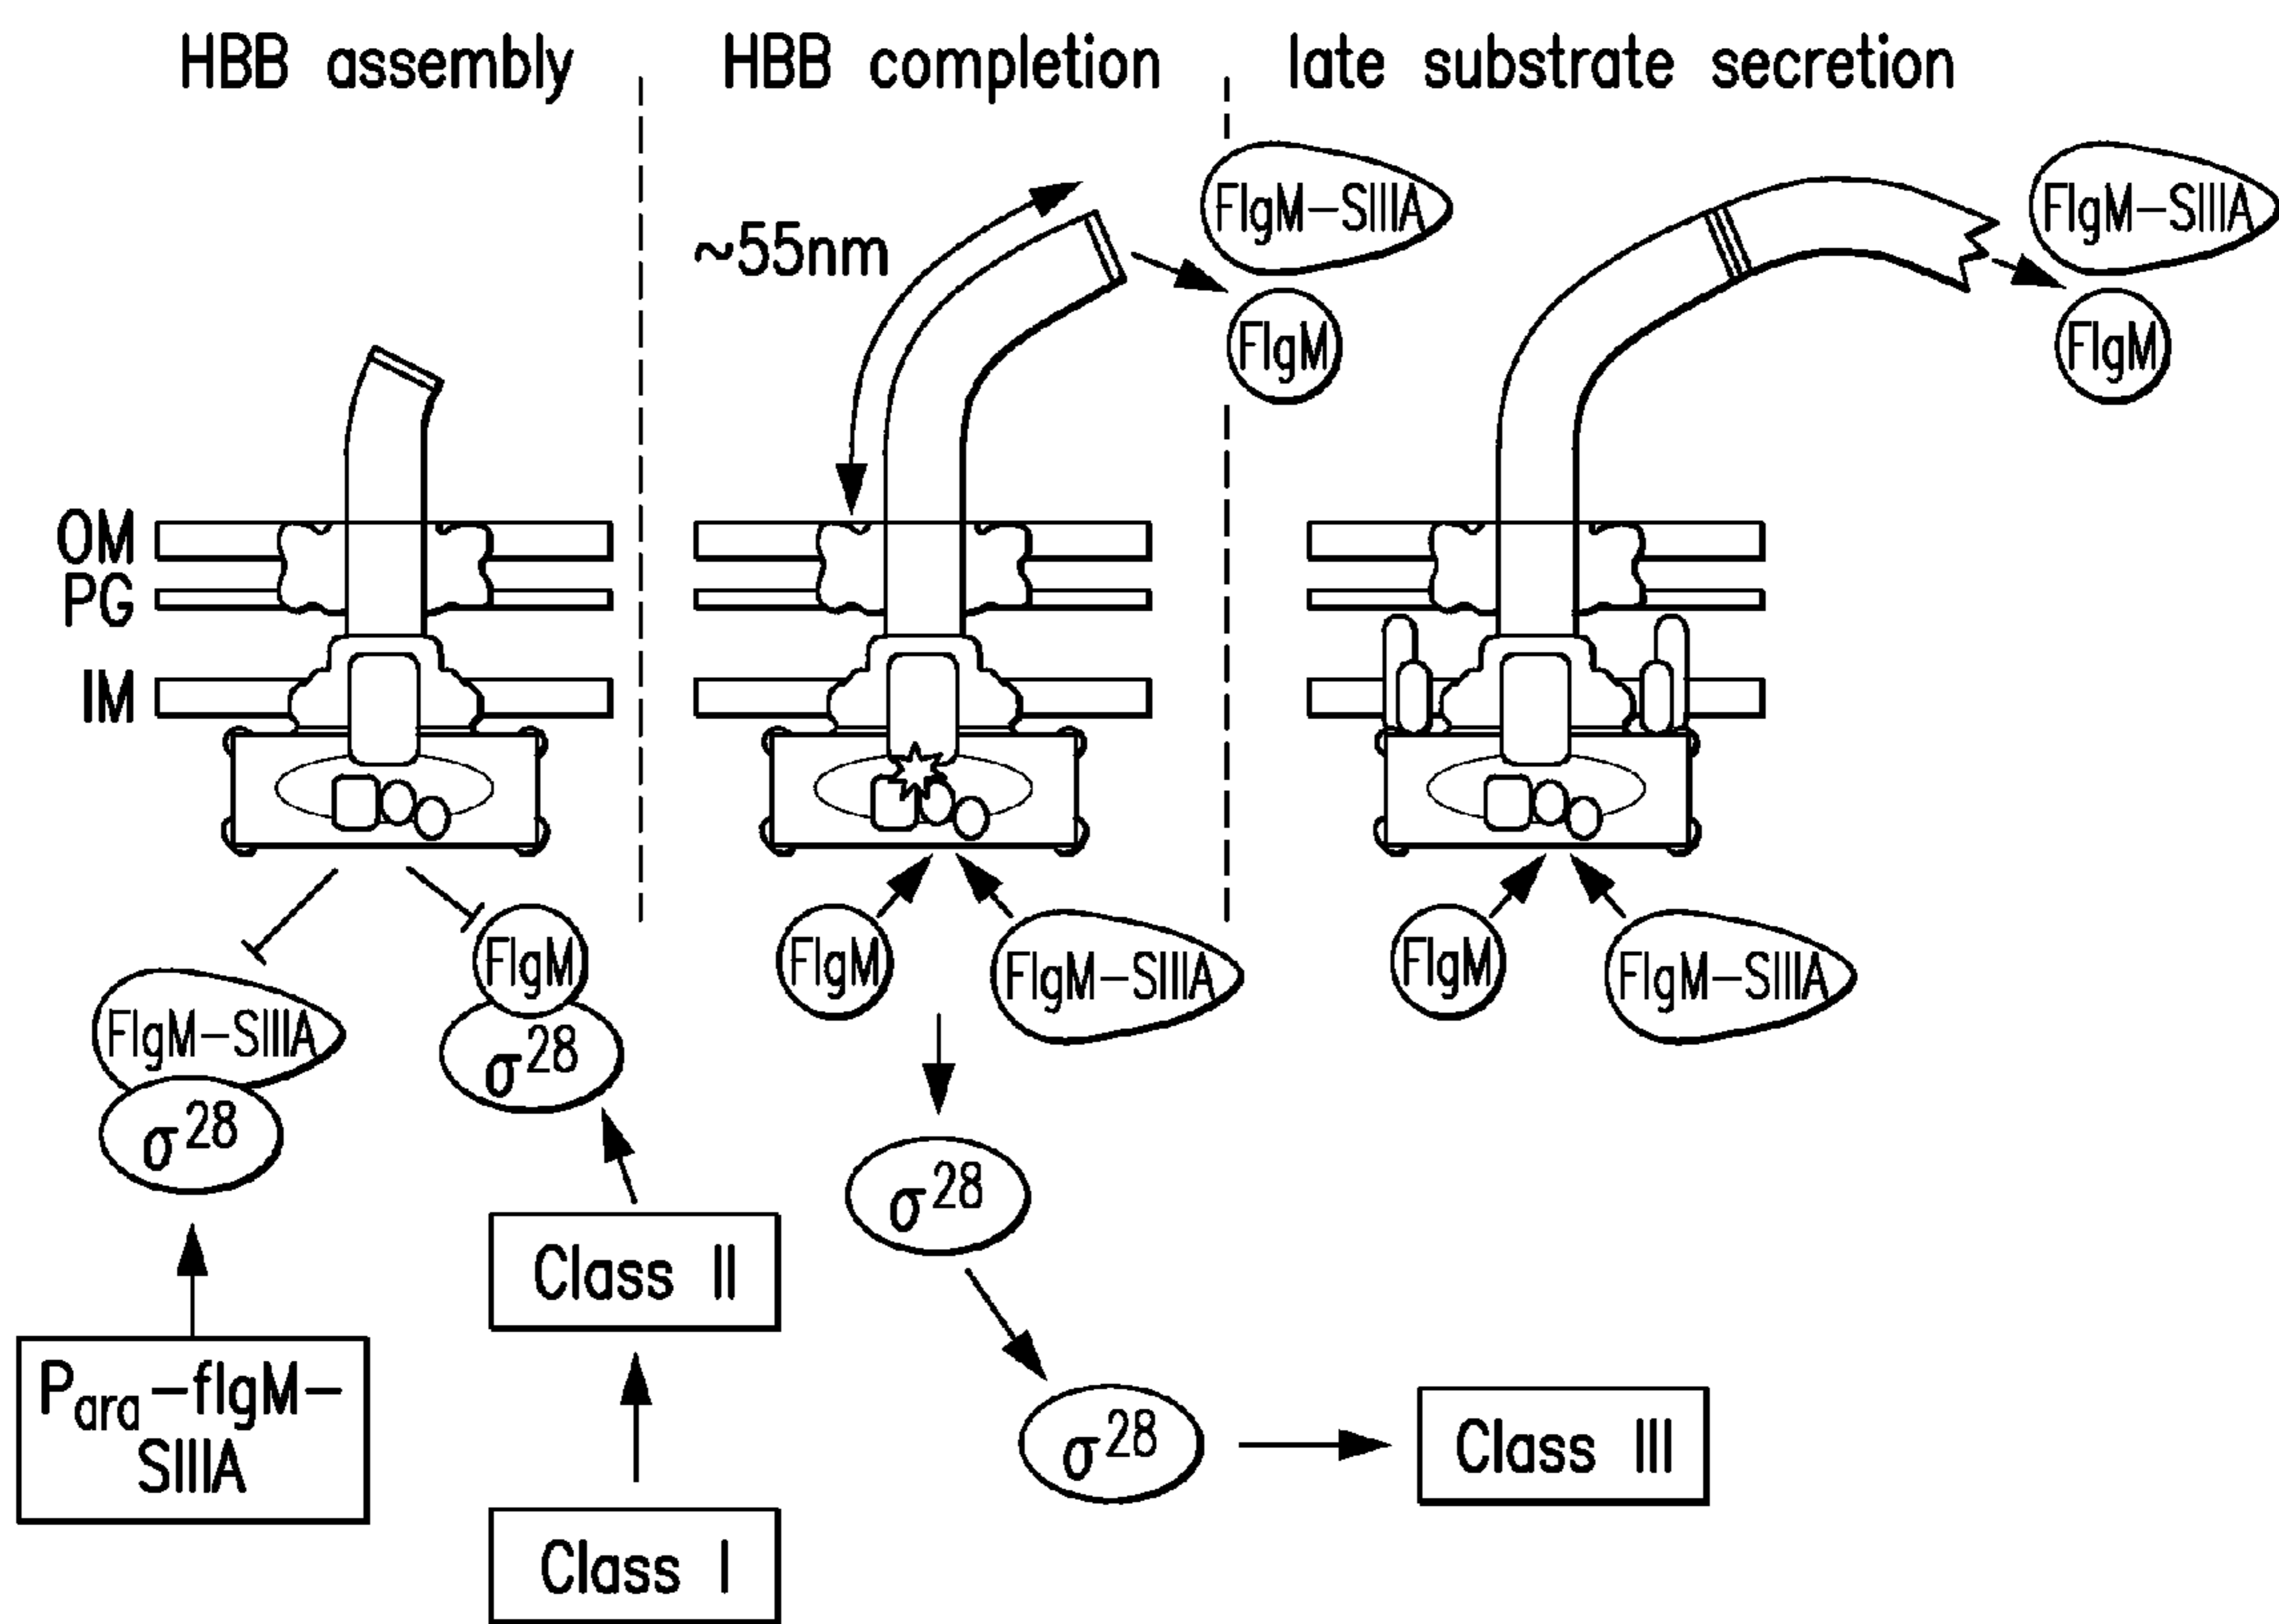 HBB assembly
HBB completion
late substrate secretion
~55nm
FlgM-SIIIA
FlgM
FlgM-SIIIA
FlgM
OM
PG
IM
FlgM
FlgM-SIIIA
σ28
σ28
FlgM
FlgM-SIIIA
FlgM
FlgM-SIIIA
σ28
Class II
Para-flgM-
SIIIA
Class I
σ28
Class III